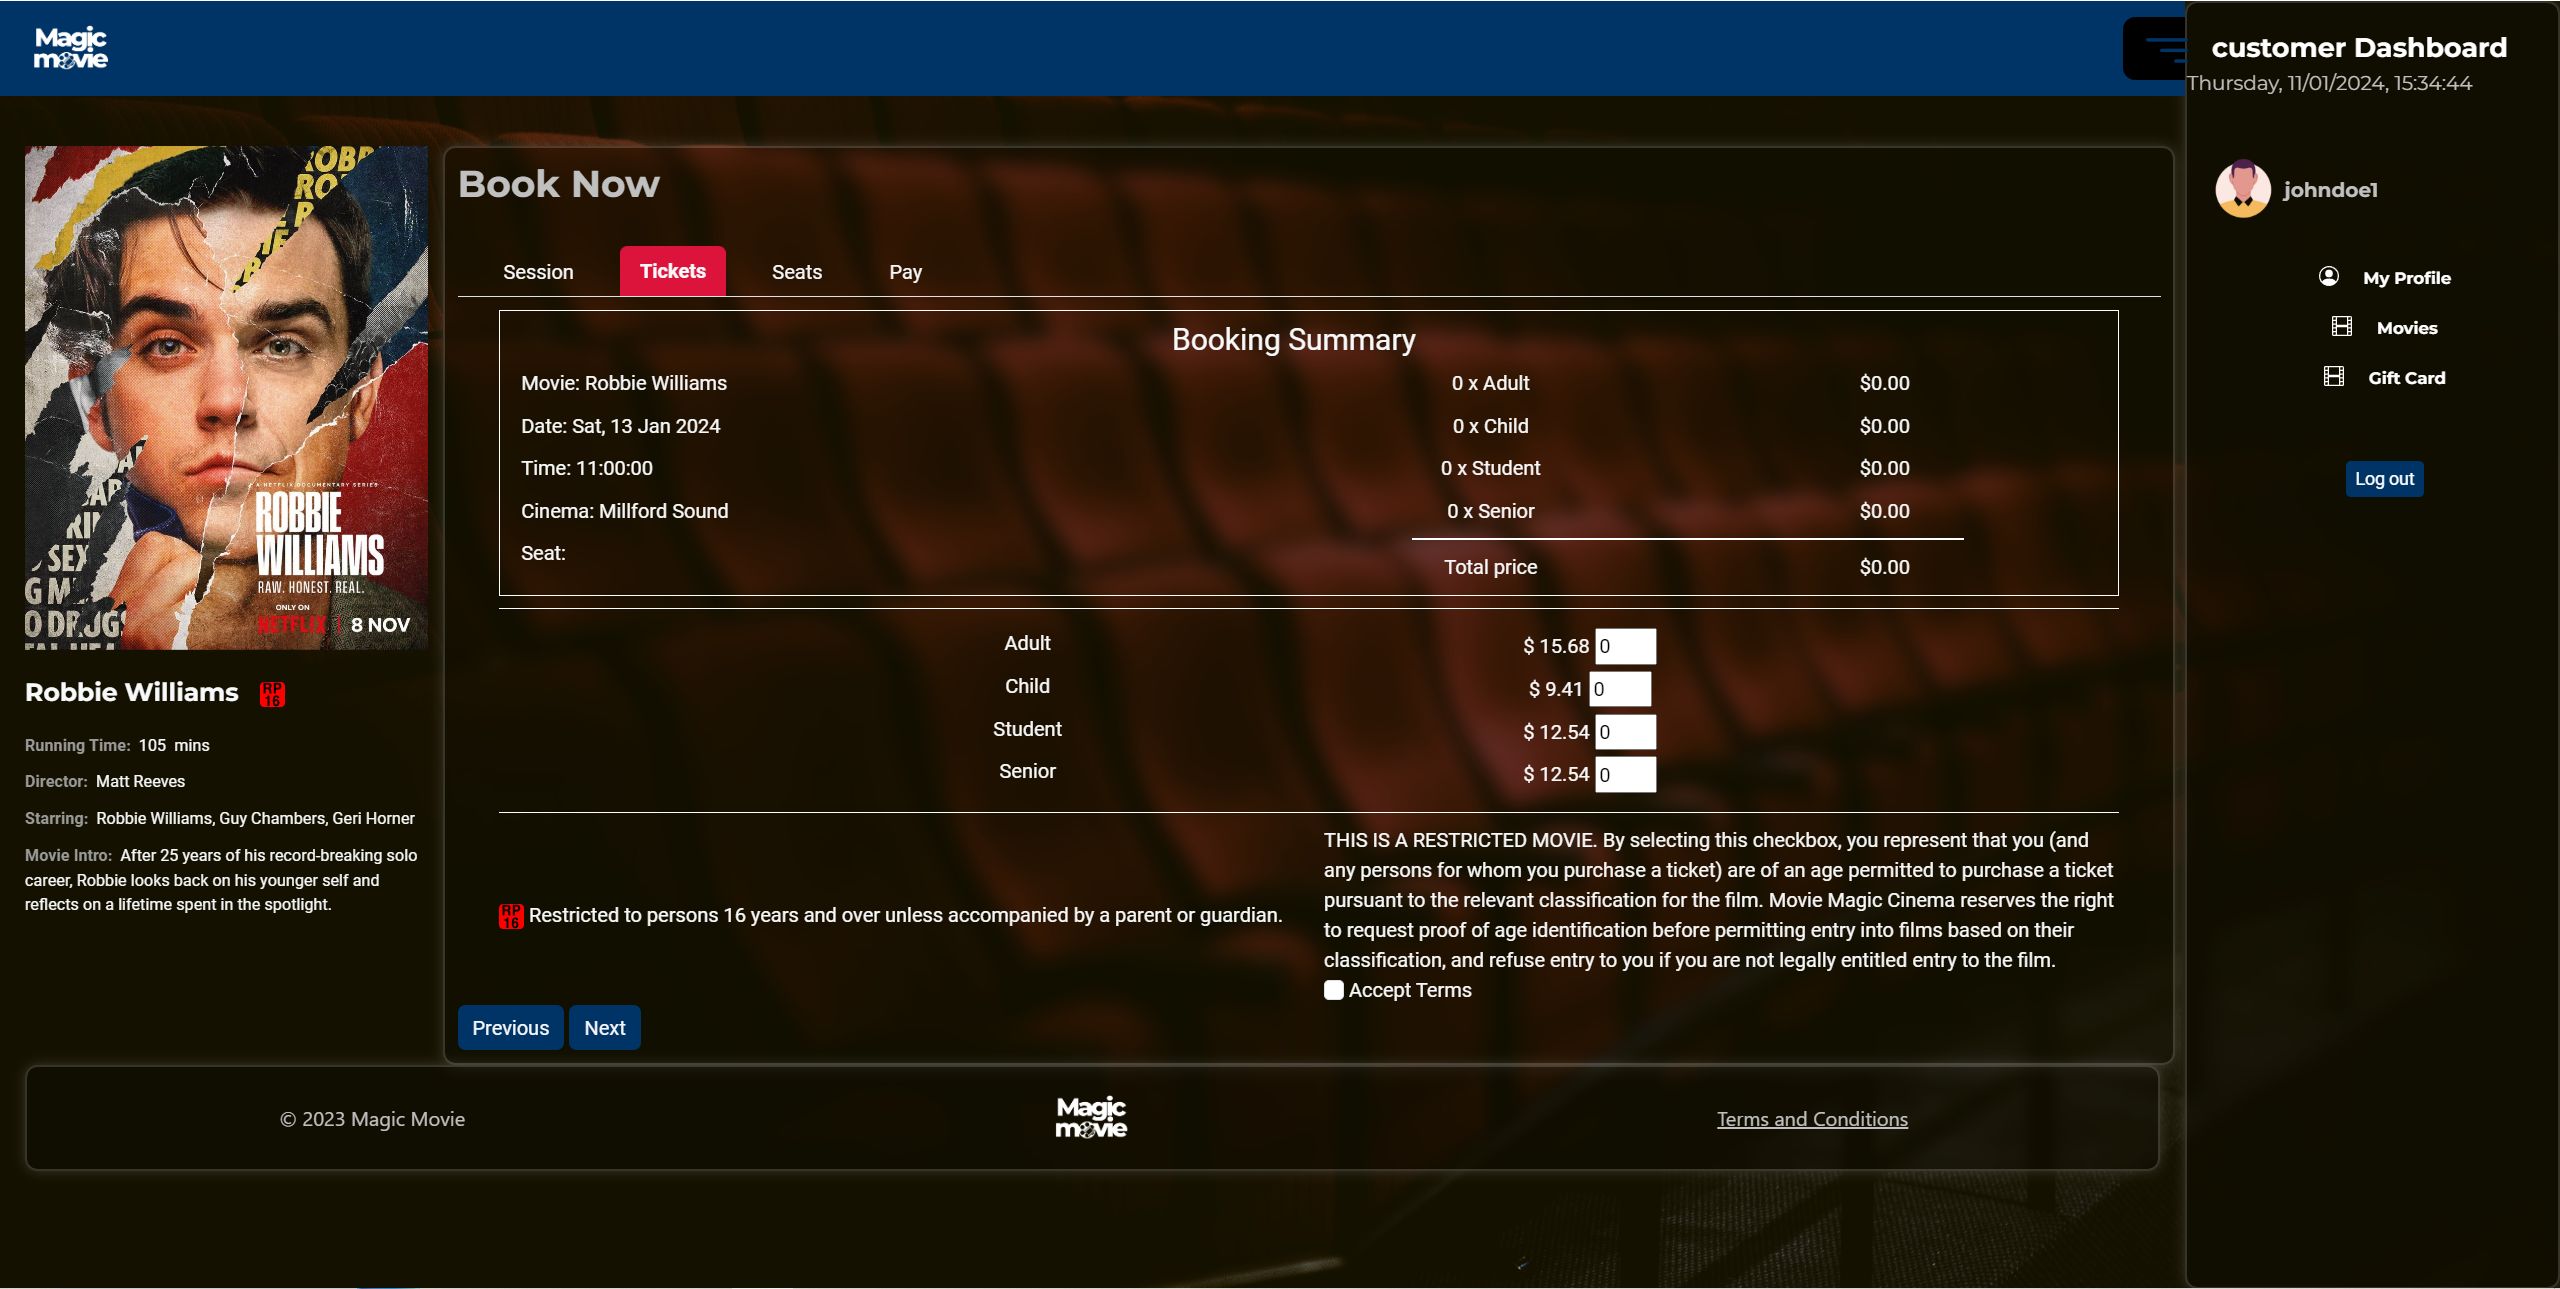 Magic
movie
customer Dashboard
Thursday, 11/01/2024, 15:34:44
johndoe1
My Profile
Movies
Gift Card
Log out
ROBB
A NETFLIX DOCUMENTARY SERIES
ROBBIE
WILLIAMS
RAW. HONEST. REAL.
ONLY ON
NETFLIX | 8 NOV
Robbie Williams RP 16
Running Time: 105 mins
Director: Matt Reeves
Starring: Robbie Williams, Guy Chambers, Geri Horner
Movie Intro: After 25 years of his record-breaking solo
career, Robbie looks back on his younger self and
reflects on a lifetime spent in the spotlight.
Book Now
Session Tickets Seats Pay
Booking Summary
Movie: Robbie Williams 0 x Adult $0.00
Date: Sat, 13 Jan 2024 0 x Child $0.00
Time: 11:00:00 0 x Student $0.00
Cinema: Millford Sound 0 x Senior $0.00
Seat:
Total price $0.00
Adult $ 15.68 0
Child $ 9.41 0
Student $ 12.54 0
Senior $ 12.54 0
RP 16 Restricted to persons 16 years and over unless accompanied by a parent or guardian.
THIS IS A RESTRICTED MOVIE. By selecting this checkbox, you represent that you (and
any persons for whom you purchase a ticket) are of an age permitted to purchase a ticket
pursuant to the relevant classification for the film. Movie Magic Cinema reserves the right
to request proof of age identification before permitting entry into films based on their
classification, and refuse entry to you if you are not legally entitled entry to the film.
Accept Terms
Previous Next
© 2023 Magic Movie
Magic
movie
Terms and Conditions